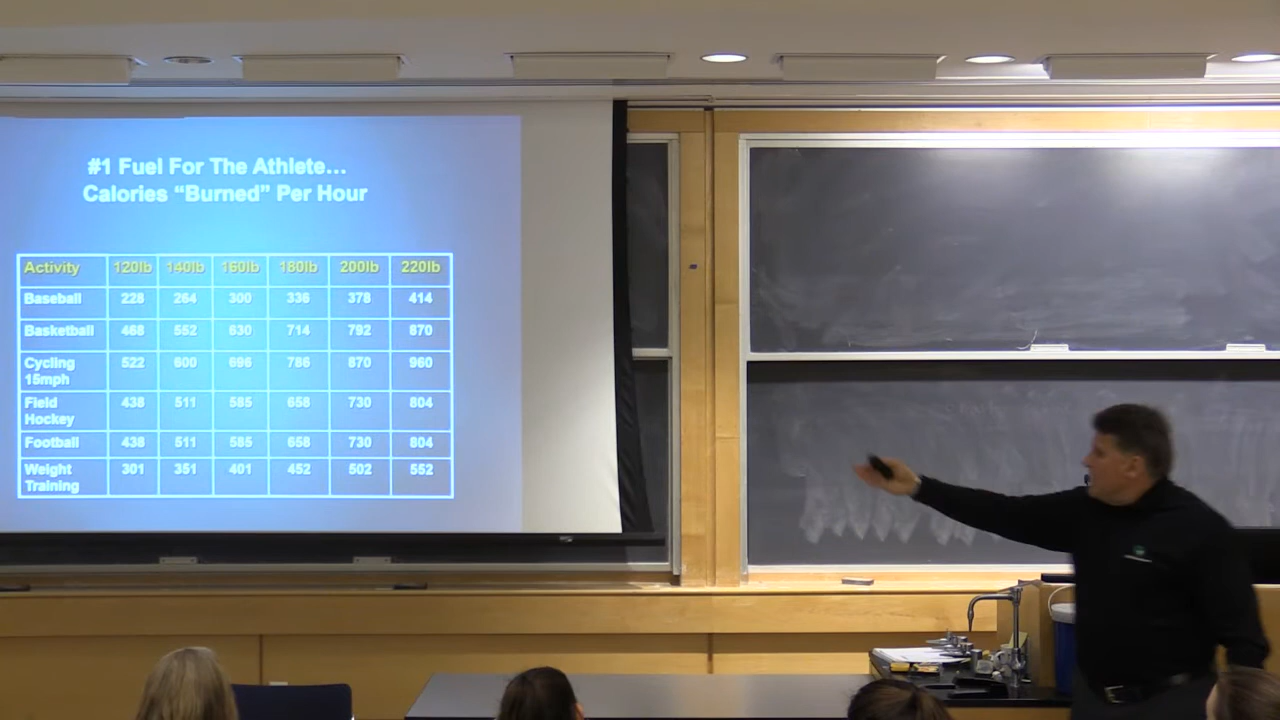 #1 Fuel For The Athlete...
Calories “Burned” Per Hour
Activity 120lb 140lb 160lb 180lb 200lb 220lb
Baseball 228 264 300 336 378 414
Basketball 468 552 630 714 792 870
Cycling 15mph 522 600 696 786 870 960
Field Hockey 438 511 585 658 730 804
Football 438 511 585 658 730 804
Weight Training 301 351 401 452 502 552